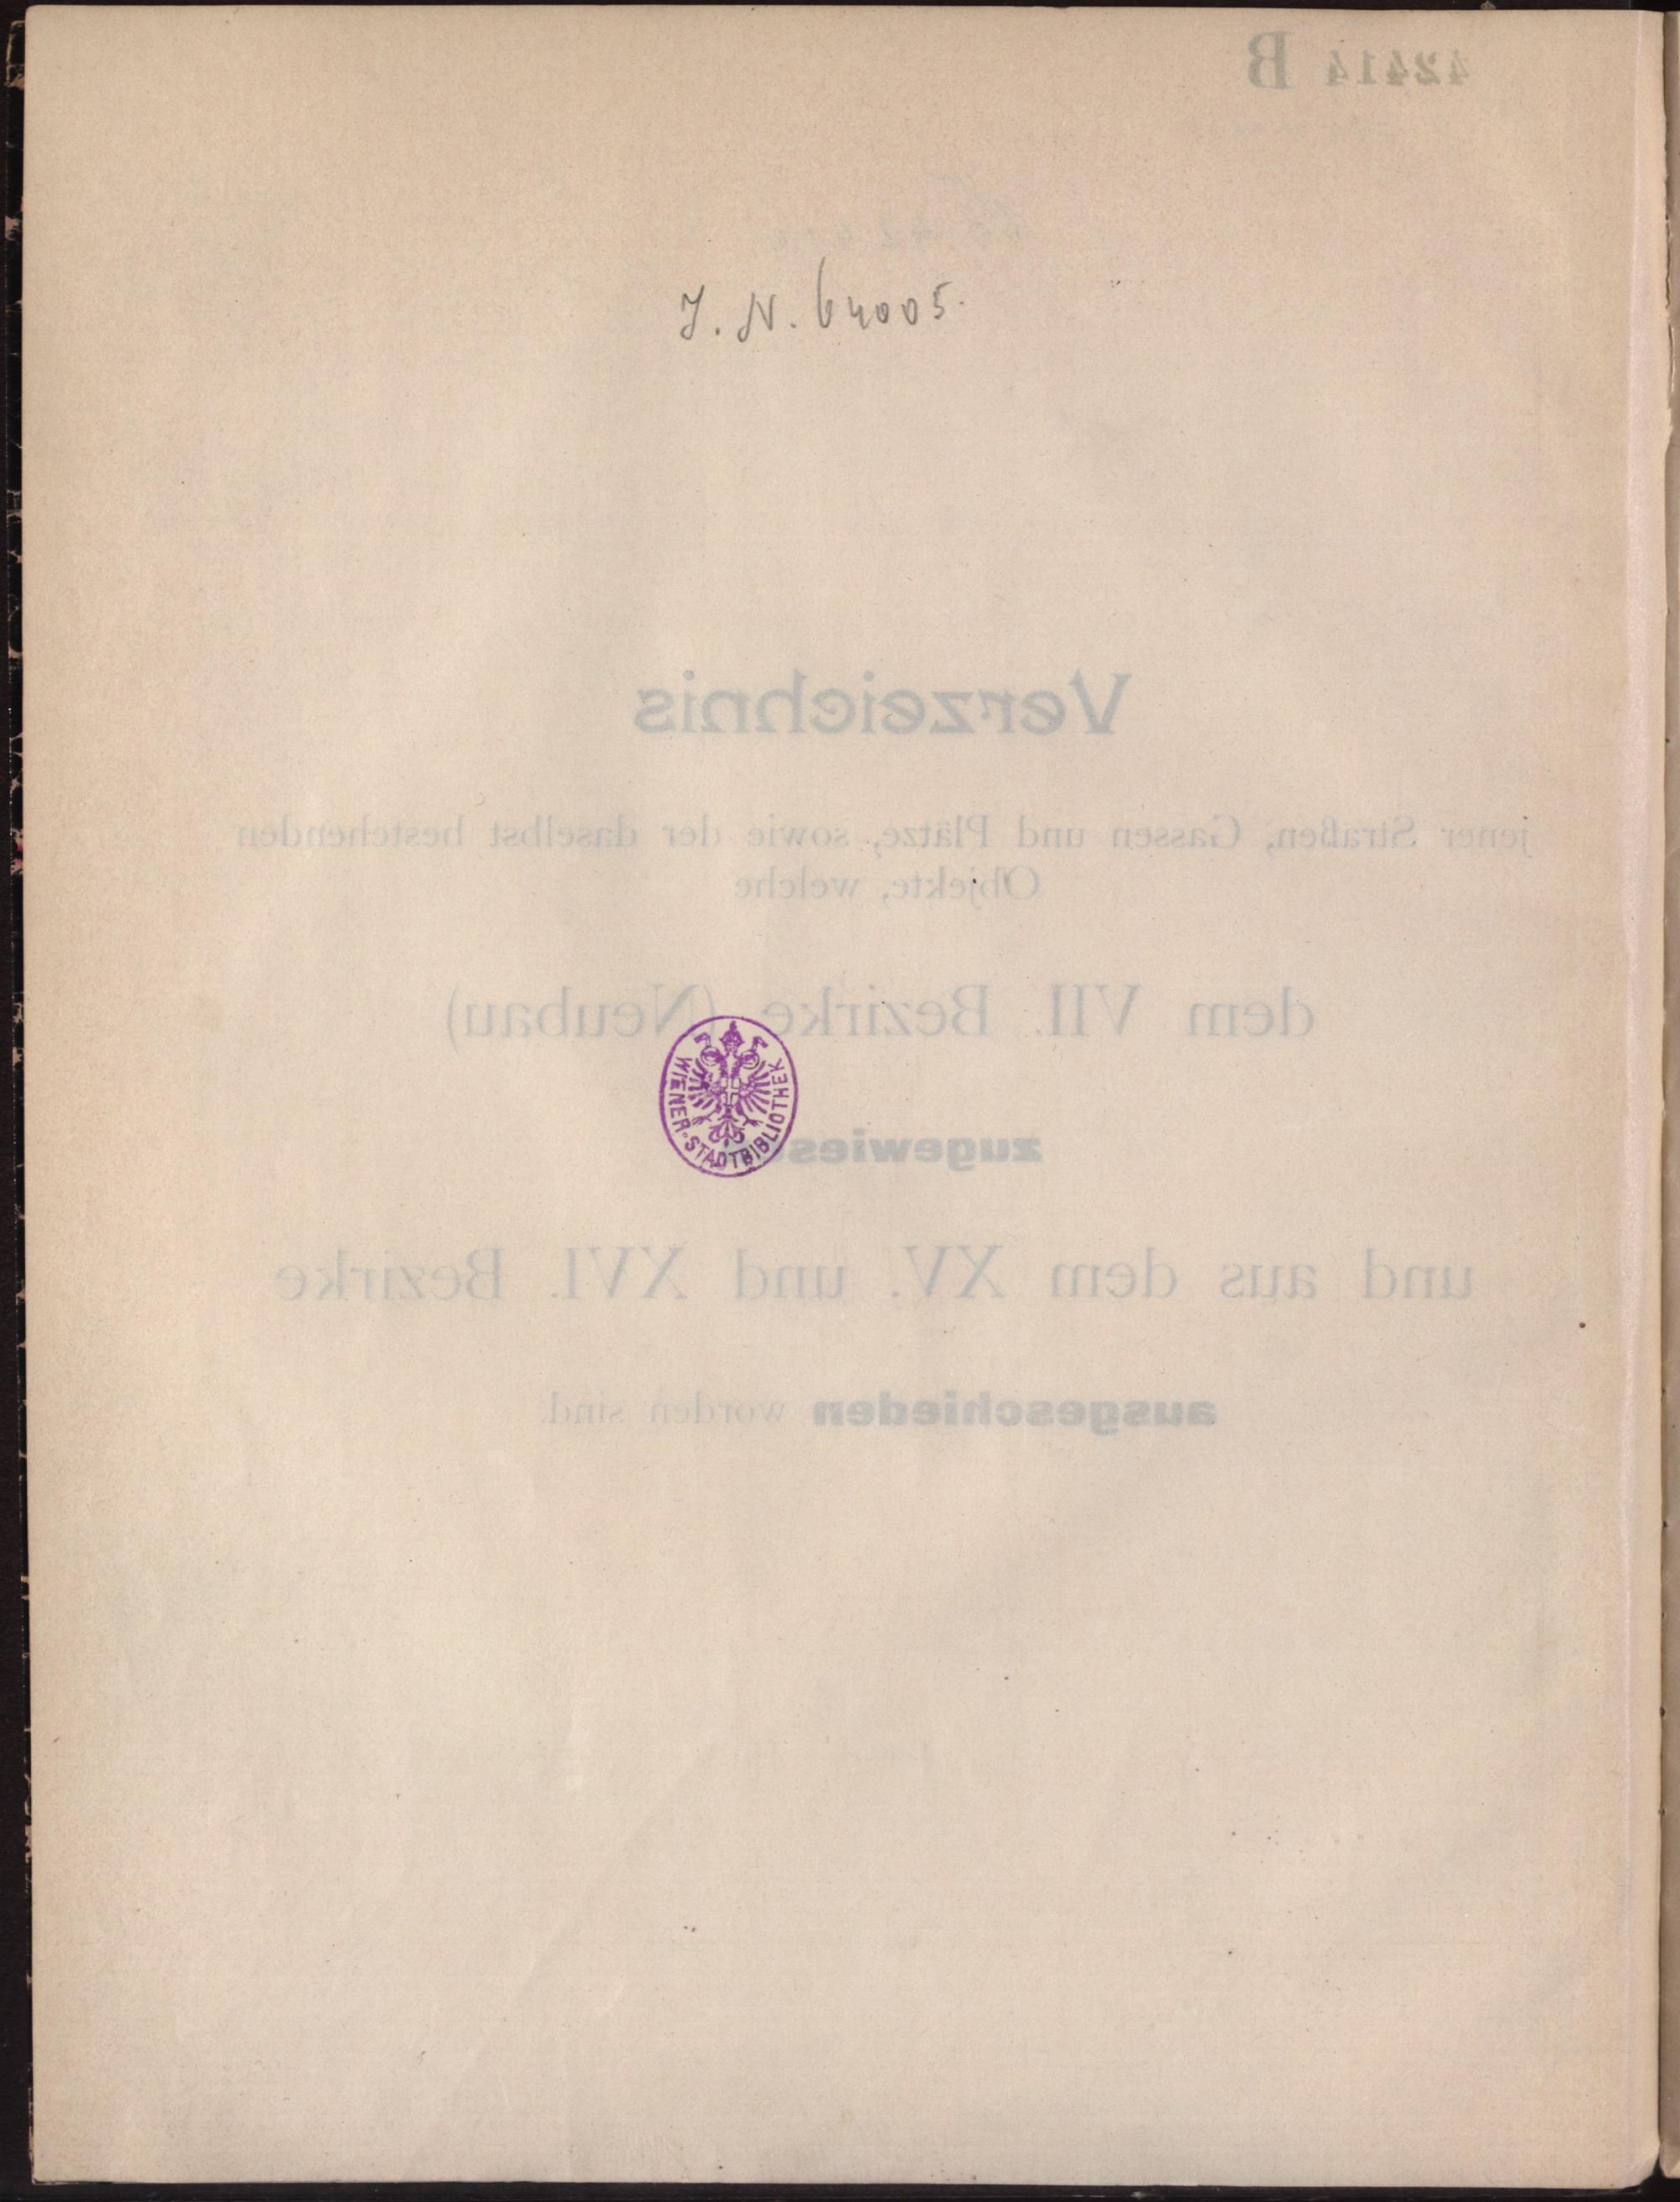 42414 B
J. N. 64005.
Verzeichnis
jener Straßen, Gassen und Plätze, sowie der daselbst bestehenden
Objekte, welche
dem VII. Bezirke (Neubau)
WIENER-STADTBIBLIOTHEK
und aus dem XV. und XVI. Bezirke
ausgeschieden worden sind.